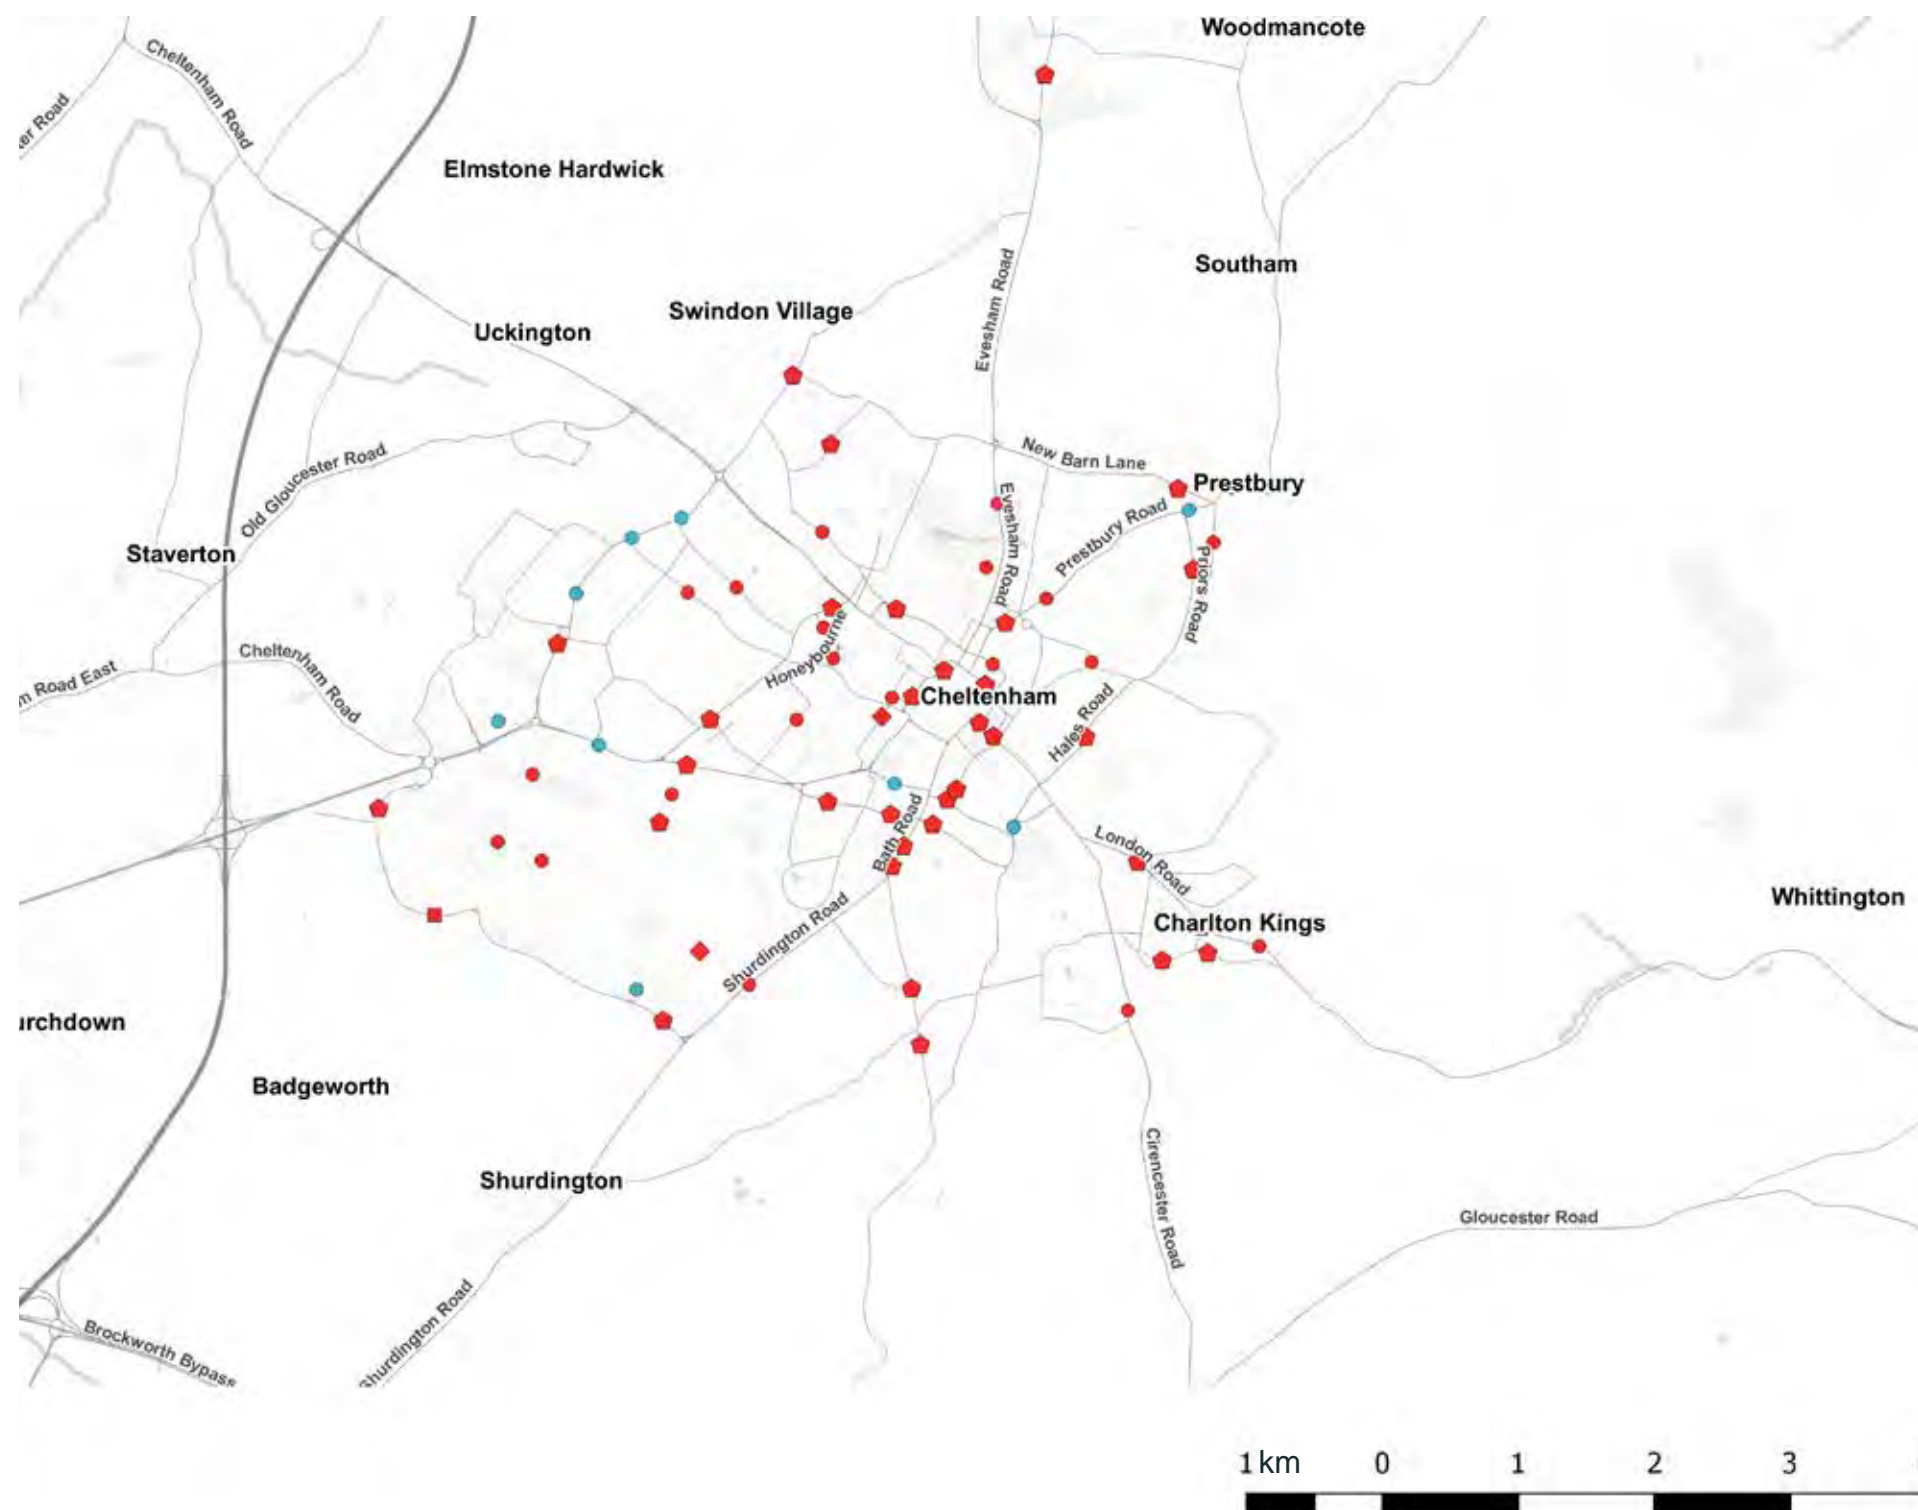 Woodmancote
Cheltenham Road
er Road
Elmstone Hardwick
Southam
Evesham Road
Swindon Village
Uckington
New Barn Lane
Old Gloucester Road
Prestbury
Evesham Road
Prestbury Road
Staverton
Priors Road
Honeybourne
Cheltenham Road
m Road East
Cheltenham
Hales Road
Bath Road
London Road
Whittington
Charlton Kings
Shurdington Road
urchdown
Badgeworth
Shurdington
Cirencester Road
Gloucester Road
Shurdington Road
Brockworth Bypass
1 km 0 1 2 3